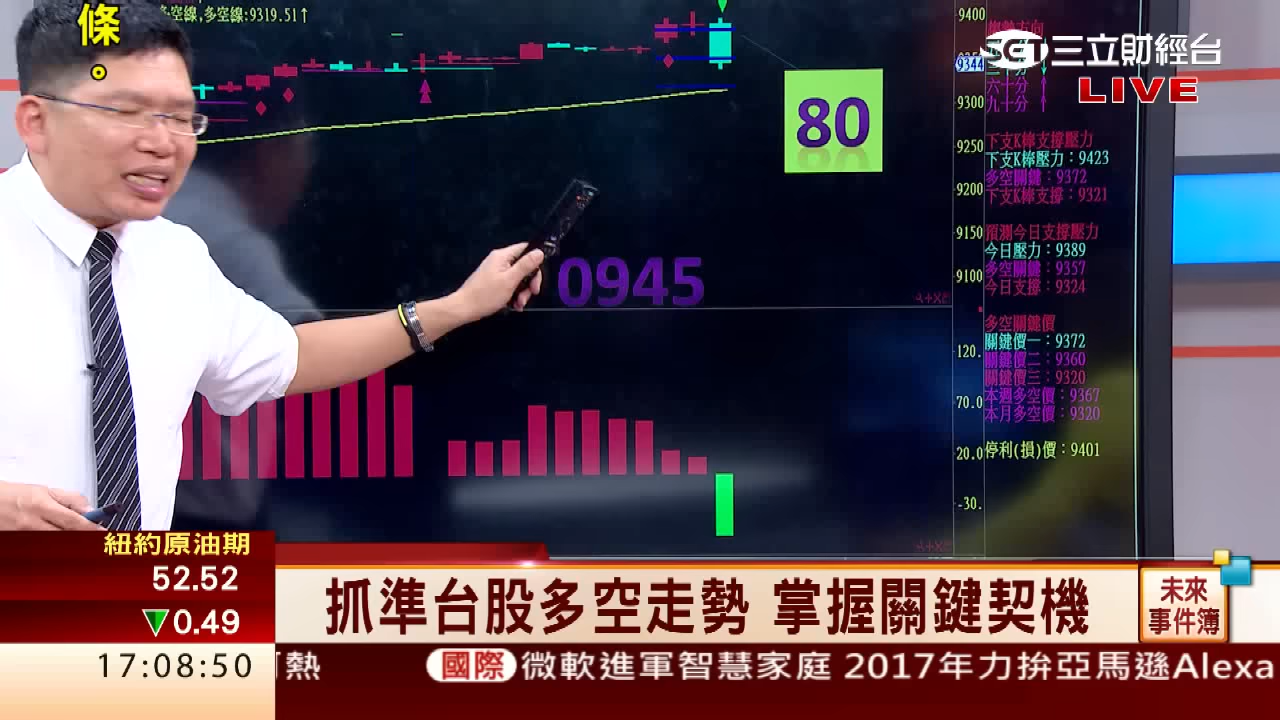 條
多空線,多空線:9319.51↑
三立財經台
LIVE
80
0945
9400
9344
9300
9250
9200
9150
9100
120.
70.0
20.0
-30.
六十分
九十分
下支K棒支撐壓力
下支K棒壓力：9423
多空關鍵：9372
下支K棒支撐：9321
預測今日支撐壓力
今日壓力：9389
多空關鍵：9357
今日支撐：9324
多空關鍵價
關鍵價一：9372
關鍵價二：9360
關鍵價三：9320
本週多空價：9367
本月多空價：9320
停利(損)價：9401
紐約原油期
52.52
▼0.49
17:08:50
抓準台股多空走勢 掌握關鍵契機
未來
事件簿
熱 國際 微軟進軍智慧家庭 2017年力拚亞馬遜Alexa